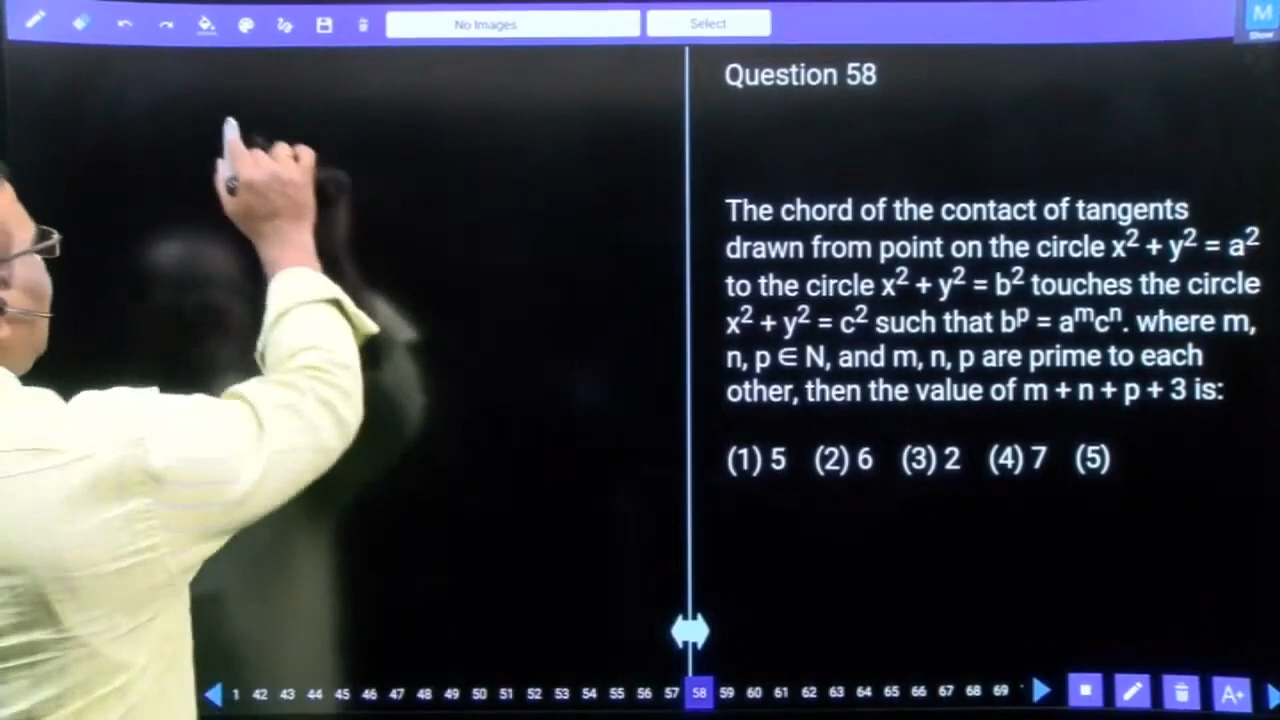 No Images
Select
M
Show
Question 58
The chord of the contact of tangents
drawn from point on the circle x² + y² = a²
to the circle x² + y² = b² touches the circle
x² + y² = c² such that bᵖ = aᵐcⁿ. where m,
n, p ∈ N, and m, n, p are prime to each
other, then the value of m + n + p + 3 is:
(1) 5 (2) 6 (3) 2 (4) 7 (5)
1 42 43 44 45 46 47 48 49 50 51 52 53 54 55 56 57 58 59 60 61 62 63 64 65 66 67 68 69
A+